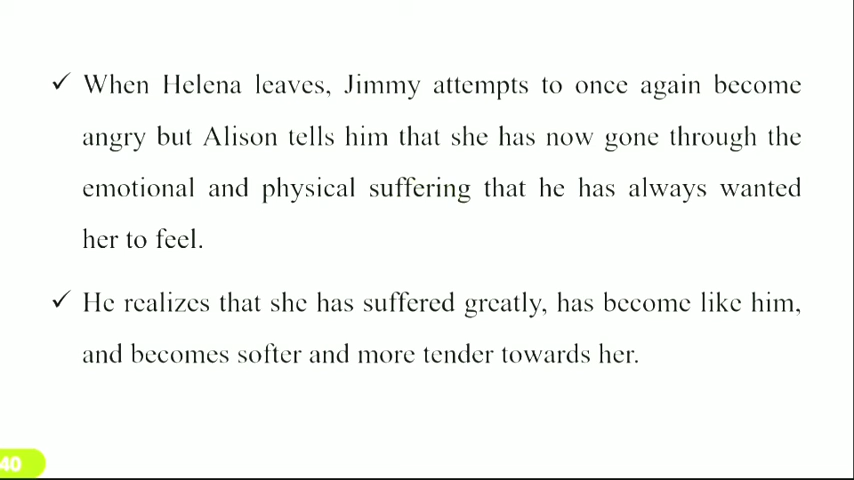 ✓ When Helena leaves, Jimmy attempts to once again become
angry but Alison tells him that she has now gone through the
emotional and physical suffering that he has always wanted
her to feel.
✓ He realizes that she has suffered greatly, has become like him,
and becomes softer and more tender towards her.
40